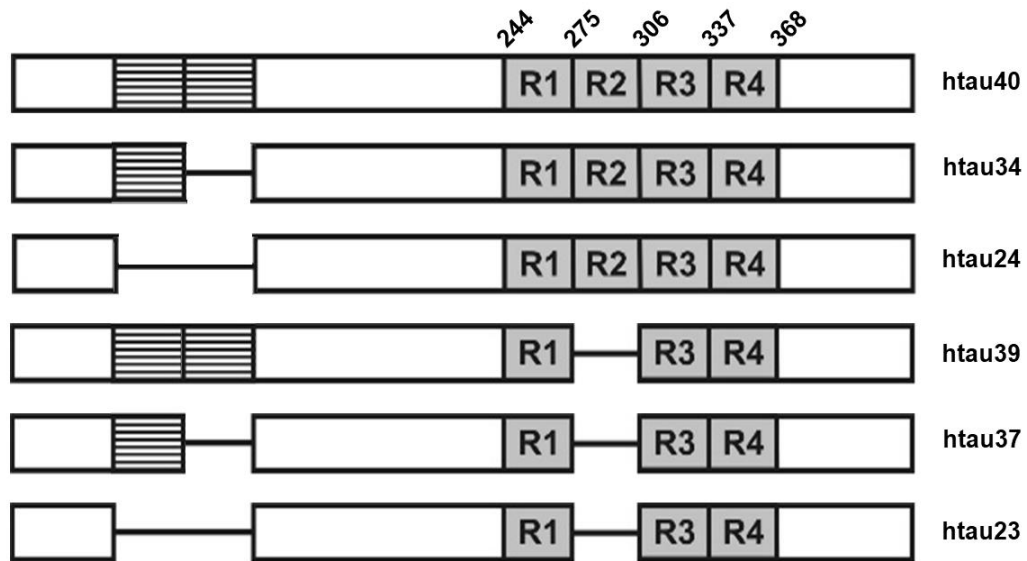 244 275 306 337 368
R1 R2 R3 R4 htau40
R1 R2 R3 R4 htau34
R1 R2 R3 R4 htau24
R1 R3 R4 htau39
R1 R3 R4 htau37
R1 R3 R4 htau23